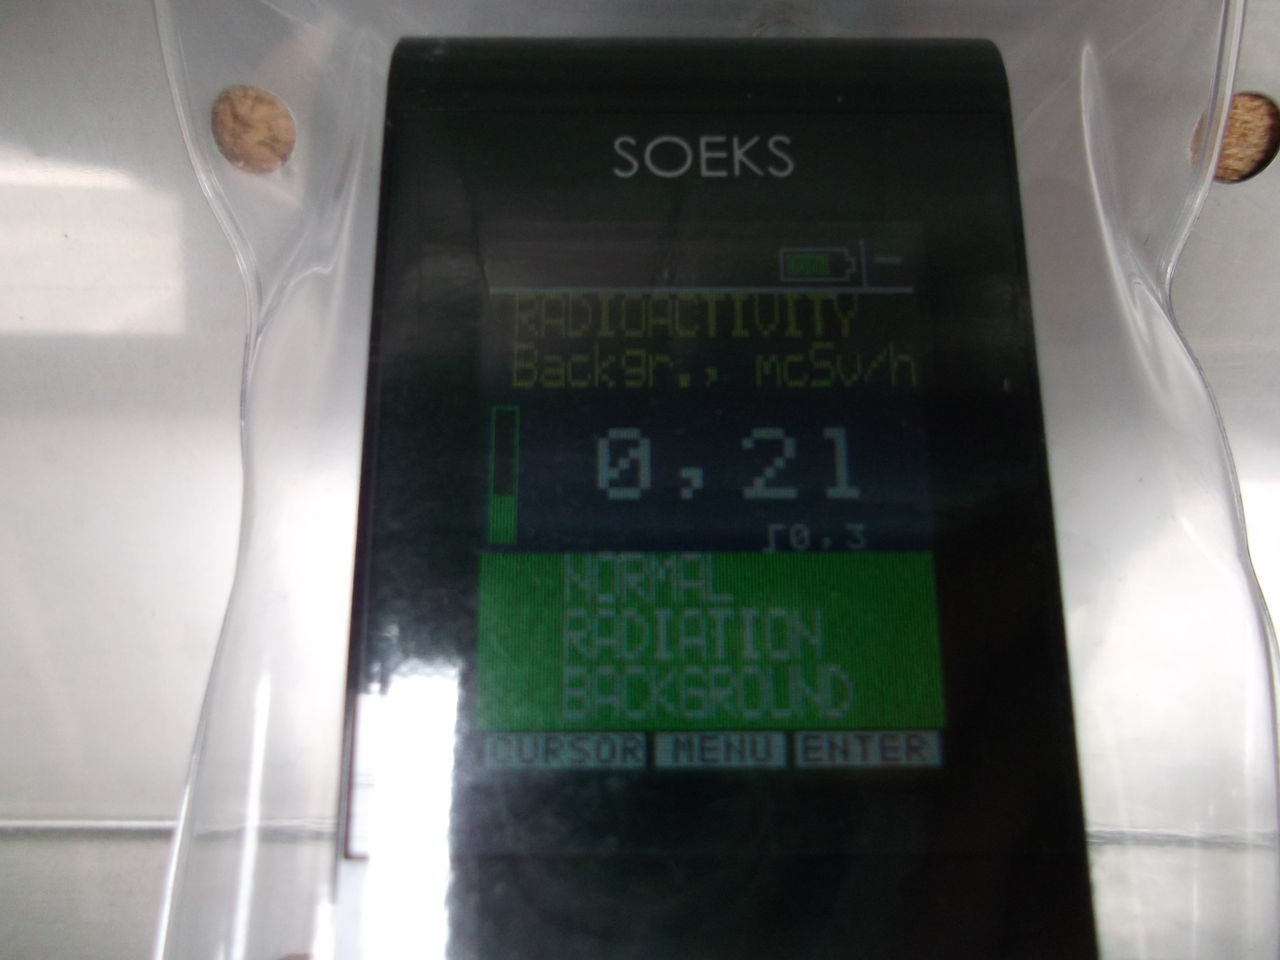 SOEKS
RADIOACTIVITY
Backgr., mcSv/h
0,21
0,3
NORMAL
RADIATION
BACKGROUND
CURSOR MENU ENTER